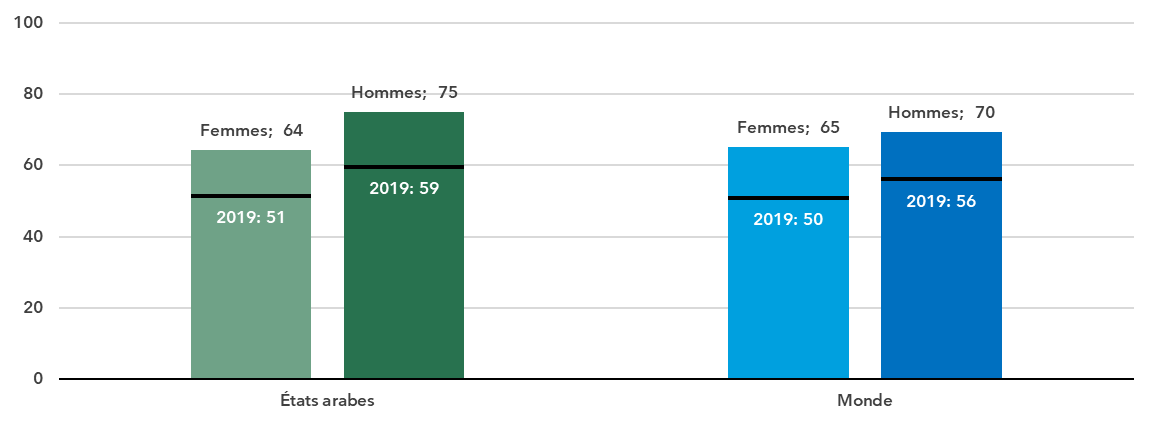 100
80
60
40
20
0
Femmes; 64
2019: 51
Hommes; 75
2019: 59
Femmes; 65
2019: 50
Hommes; 70
2019: 56
États arabes
Monde